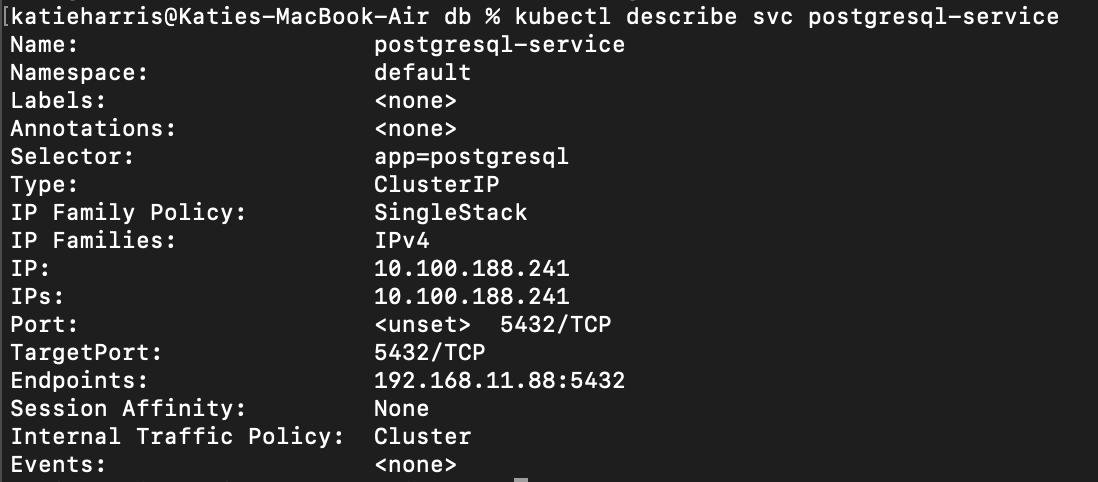 [katieharris@Katies-MacBook-Air db % kubectl describe svc postgresql-service
Name: postgresql-service
Namespace: default
Labels: <none>
Annotations: <none>
Selector: app=postgresql
Type: ClusterIP
IP Family Policy: SingleStack
IP Families: IPv4
IP: 10.100.188.241
IPs: 10.100.188.241
Port: <unset> 5432/TCP
TargetPort: 5432/TCP
Endpoints: 192.168.11.88:5432
Session Affinity: None
Internal Traffic Policy: Cluster
Events: <none>